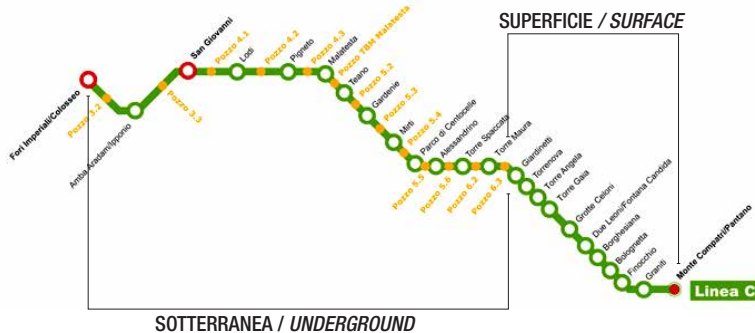 SUPERFICIE / SURFACE
Fori Imperiali/Colosseo
Pozzo 3.2
Amba Aradam/Ipponio
Pozzo 3.3
San Giovanni
Pozzo 4.1
Lodi
Pozzo 4.2
Pigneto
Pozzo 4.3
Malatesta
Pozzo TBM Malatesta
Teano
Pozzo 5.2
Gardenie
Pozzo 5.3
Mirti
Pozzo 5.4
Parco di Centocelle
Pozzo 5.5
Alessandrino
Pozzo 5.6
Torre Spaccata
Pozzo 6.2
Torre Maura
Pozzo 6.3
Giardinetti
Torrenova
Torre Angela
Torre Gaia
Grotte Celoni
Due Leoni/Fontana Candida
Borghesiana
Bolognetta
Finocchio
Graniti
Monte Compatri/Pantano
Linea C
SOTTERRANEA / UNDERGROUND